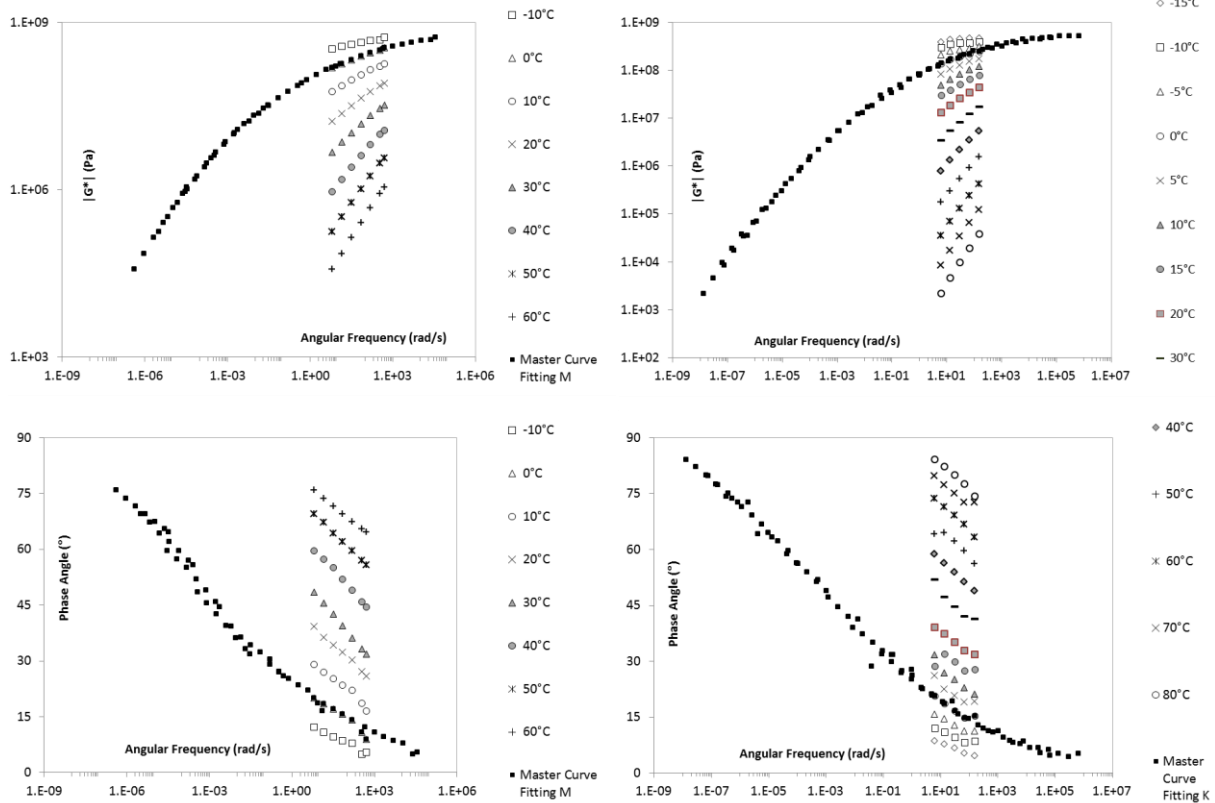 1.E+09
1.E+06
1.E+03
|G*| (Pa)
Angular Frequency (rad/s)
1.E-09 1.E-06 1.E-03 1.E+00 1.E+03 1.E+06
-10°C
0°C
10°C
20°C
30°C
40°C
50°C
60°C
Master Curve
Fitting M
1.E+09
1.E+08
1.E+07
1.E+06
1.E+05
1.E+04
1.E+03
1.E+02
|G*| (Pa)
Angular Frequency (rad/s)
1.E-09 1.E-07 1.E-05 1.E-03 1.E-01 1.E+01 1.E+03 1.E+05 1.E+07
-15°C
-10°C
-5°C
0°C
5°C
10°C
15°C
20°C
30°C
90
75
60
45
30
15
0
Phase Angle (°)
Angular Frequency (rad/s)
1.E-09 1.E-06 1.E-03 1.E+00 1.E+03 1.E+06
-10°C
0°C
10°C
20°C
30°C
40°C
50°C
60°C
Master Curve
Fitting M
90
75
60
45
30
15
0
Phase Angle (°)
Angular Frequency (rad/s)
1.E-09 1.E-07 1.E-05 1.E-03 1.E-01 1.E+01 1.E+03 1.E+05 1.E+07
40°C
50°C
60°C
70°C
80°C
Master
Curve
Fitting K